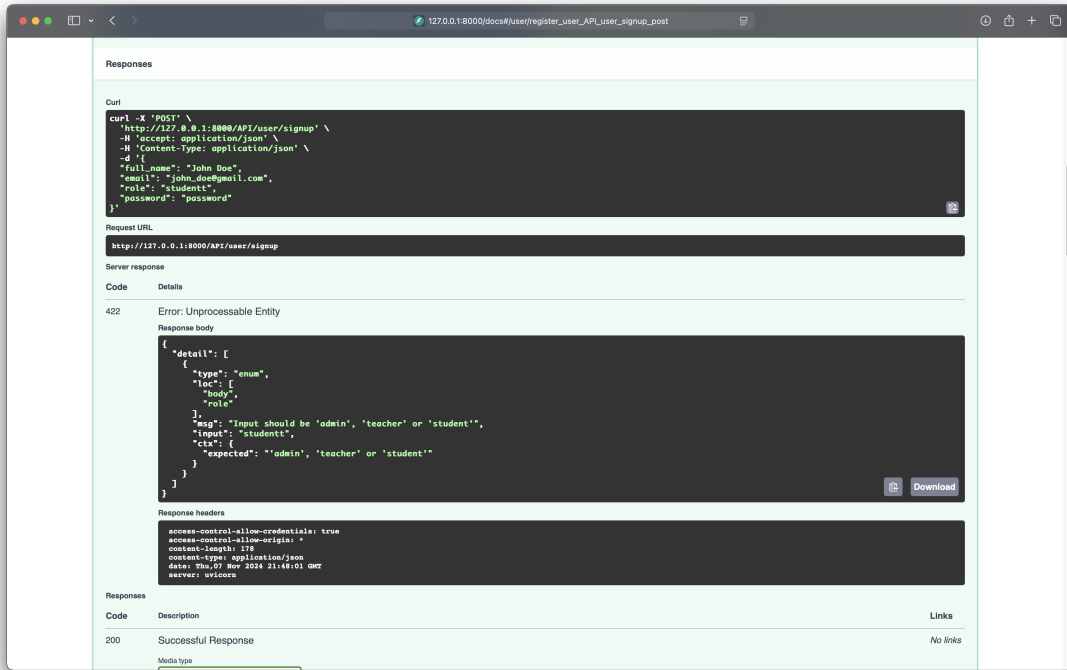 127.0.0.1:8000/docs#/user/register_user_API_user_signup_post
Responses
Curl
curl -X 'POST' \
'http://127.0.0.1:8000/API/user/signup' \
-H 'accept: application/json' \
-H 'Content-Type: application/json' \
-d '{
"full_name": "John Doe",
"email": "john_doe@gmail.com",
"role": "studentt",
"password": "password"
}'
Request URL
http://127.0.0.1:8000/API/user/signup
Server response
Code Details
422 Error: Unprocessable Entity
Response body
{
"detail": [
{
"type": "enum",
"loc": [
"body",
"role"
],
"msg": "Input should be 'admin', 'teacher' or 'student'",
"input": "studentt",
"ctx": {
"expected": "'admin', 'teacher' or 'student'"
}
}
]
}
Download
Response headers
access-control-allow-credentials: true
access-control-allow-origin: *
content-length: 178
content-type: application/json
date: Thu,07 Nov 2024 21:48:01 GMT
server: uvicorn
Responses
Code Description Links
200 Successful Response No links
Media type